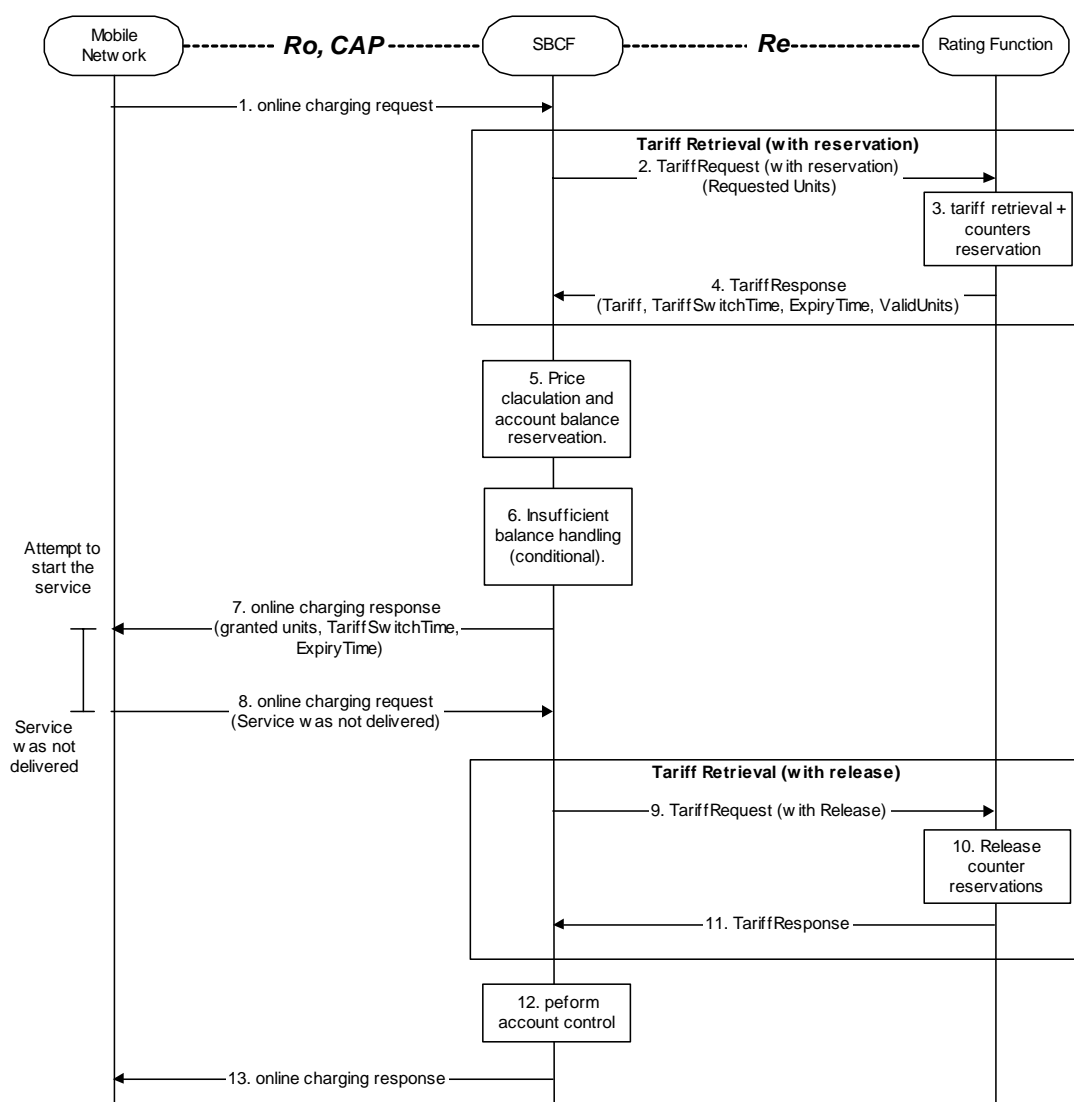 Mobile
Network
Ro, CAP
SBCF
Re
Rating Function
1. online charging request
Tariff Retrieval (with reservation)
2. TariffRequest (with reservation)
(Requested Units)
3. tariff retrieval +
counters
reservation
4. TariffResponse
(Tariff, TariffSwitchTime, ExpiryTime, ValidUnits)
5. Price
claculation and
account balance
reserveation.
6. Insufficient
balance handling
(conditional).
Attempt to
start the
service
7. online charging response
(granted units, TariffSwitchTime,
ExpiryTime)
8. online charging request
(Service was not delivered)
Service
was not
delivered
Tariff Retrieval (with release)
9. TariffRequest (with Release)
10. Release
counter
reservations
11. TariffResponse
12. peform
account control
13. online charging response